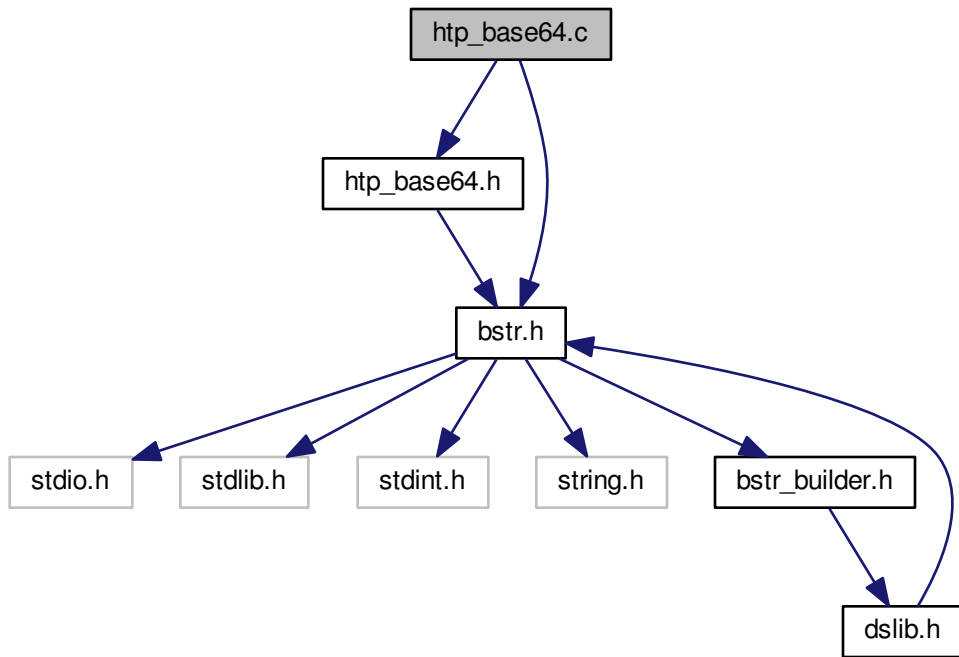 htp_base64.c
htp_base64.h
bstr.h
stdio.h
stdlib.h
stdint.h
string.h
bstr_builder.h
dslib.h